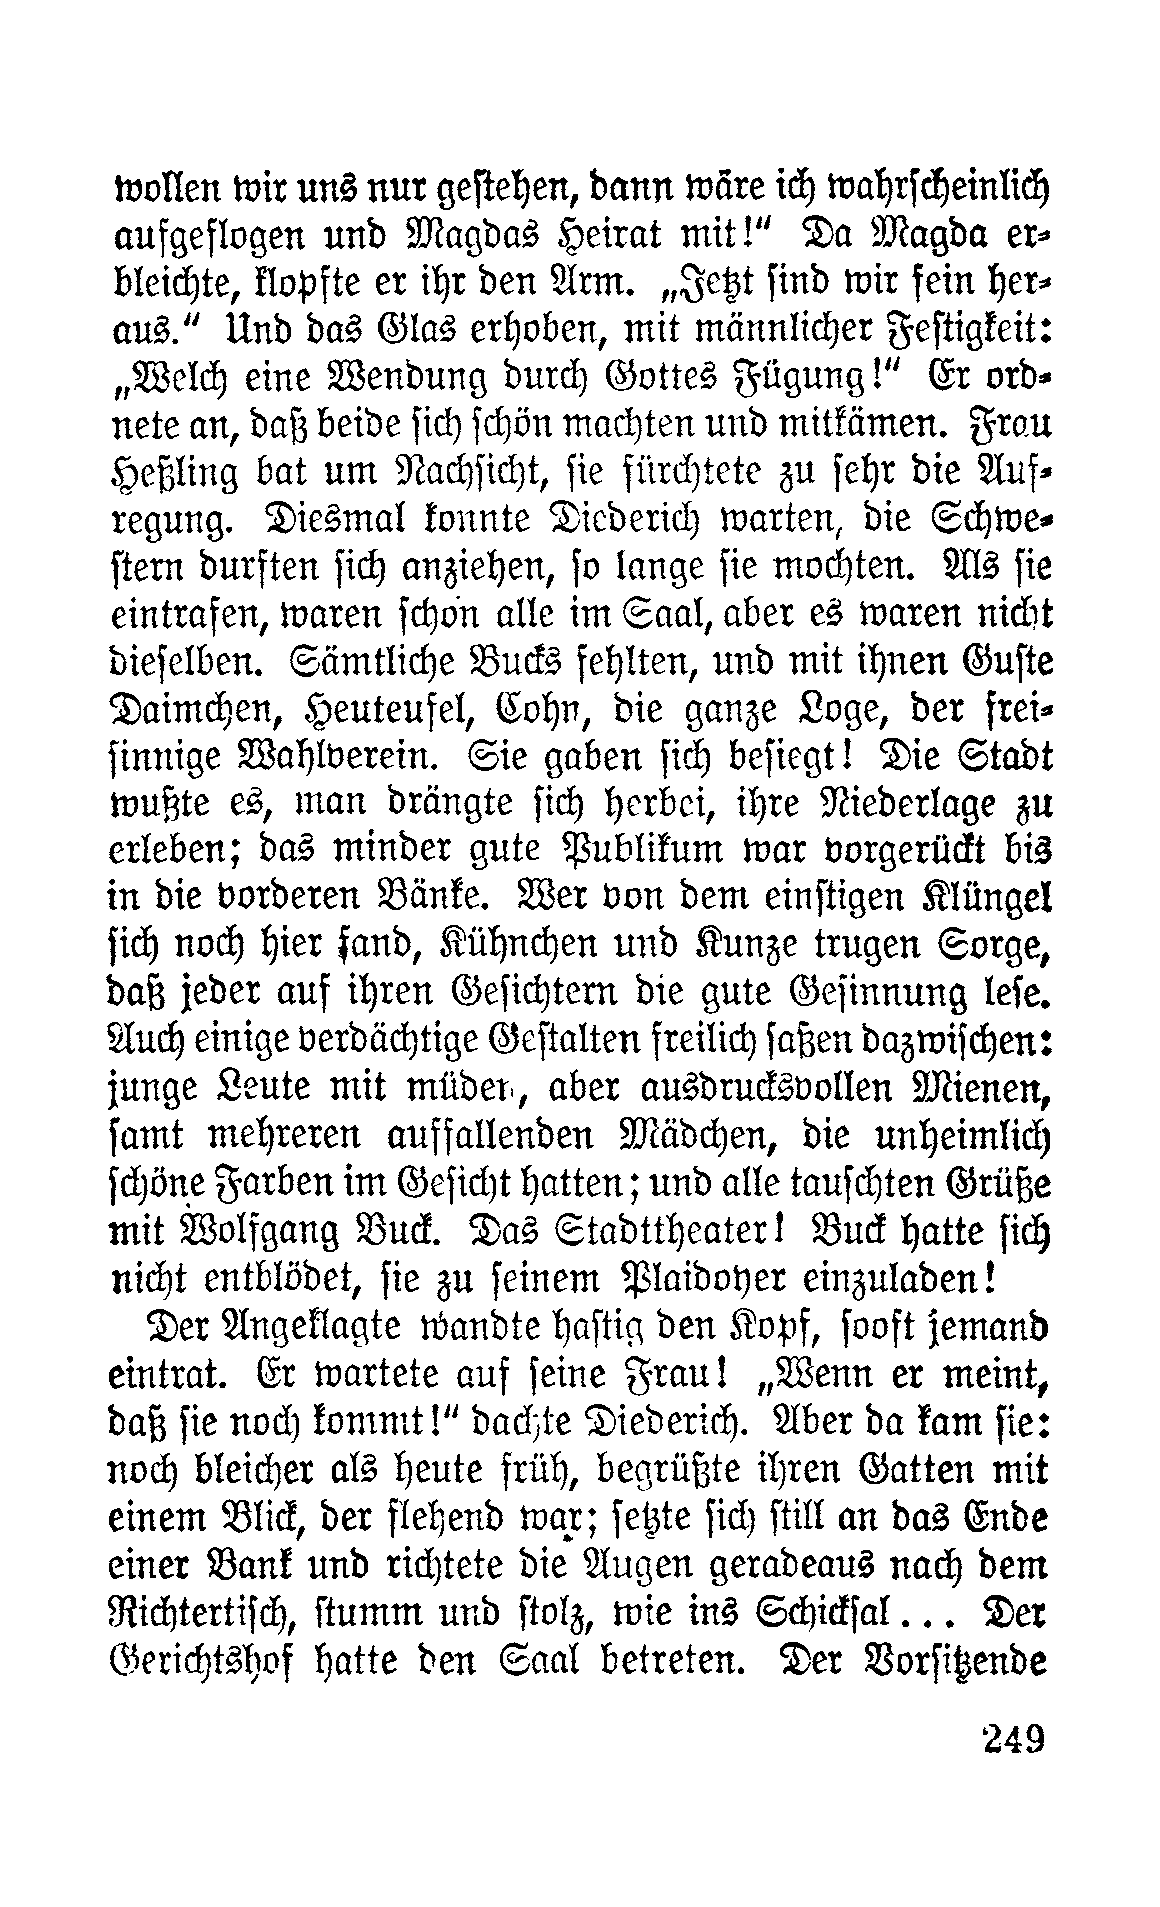 wollen wir uns nur geſtehen, dann wäre ich wahrſcheinlich
aufgeflogen und Magdas Heirat mit!“ Da Magda er⸗
bleichte, klopfte er ihr den Arm. „Jetzt ſind wir fein her⸗
aus.“ Und das Glas erhoben, mit männlicher Feſtigkeit:
„Welch eine Wendung durch Gottes Fügung!“ Er ord⸗
nete an, daß beide ſich ſchön machten und mitkämen. Frau
Heßling bat um Nachſicht, ſie fürchtete zu ſehr die Auf⸗
regung. Diesmal konnte Diederich warten, die Schwe⸗
ſtern durften ſich anziehen, ſo lange ſie mochten. Als ſie
eintrafen, waren ſchon alle im Saal, aber es waren nicht
dieſelben. Sämtliche Bucks fehlten, und mit ihnen Guſte
Daimchen, Heuteufel, Cohn, die ganze Loge, der frei⸗
ſinnige Wahlverein. Sie gaben ſich beſiegt! Die Stadt
wußte es, man drängte ſich herbei, ihre Niederlage zu
erleben; das minder gute Publikum war vorgerückt bis
in die vorderen Bänke. Wer von dem einſtigen Klüngel
ſich noch hier fand, Kühnchen und Kunze trugen Sorge,
daß jeder auf ihren Geſichtern die gute Geſinnung leſe.
Auch einige verdächtige Geſtalten freilich ſaßen dazwiſchen:
junge Leute mit müden, aber ausdrucksvollen Mienen,
ſamt mehreren auffallenden Mädchen, die unheimlich
ſchöne Farben im Geſicht hatten; und alle tauſchten Grüße
mit Wolfgang Buck. Das Stadttheater! Buck hatte ſich
nicht entblödet, ſie zu ſeinem Plaidoyer einzuladen!
Der Angeklagte wandte haſtig den Kopf, ſooft jemand
eintrat. Er wartete auf ſeine Frau! „Wenn er meint,
daß ſie noch kommt!“ dachte Diederich. Aber da kam ſie:
noch bleicher als heute früh, begrüßte ihren Gatten mit
einem Blick, der flehend war; ſetzte ſich ſtill an das Ende
einer Bank und richtete die Augen geradeaus nach dem
Richtertiſch, ſtumm und ſtolz, wie ins Schickſal... Der
Gerichtshof hatte den Saal betreten. Der Vorſitzende
249